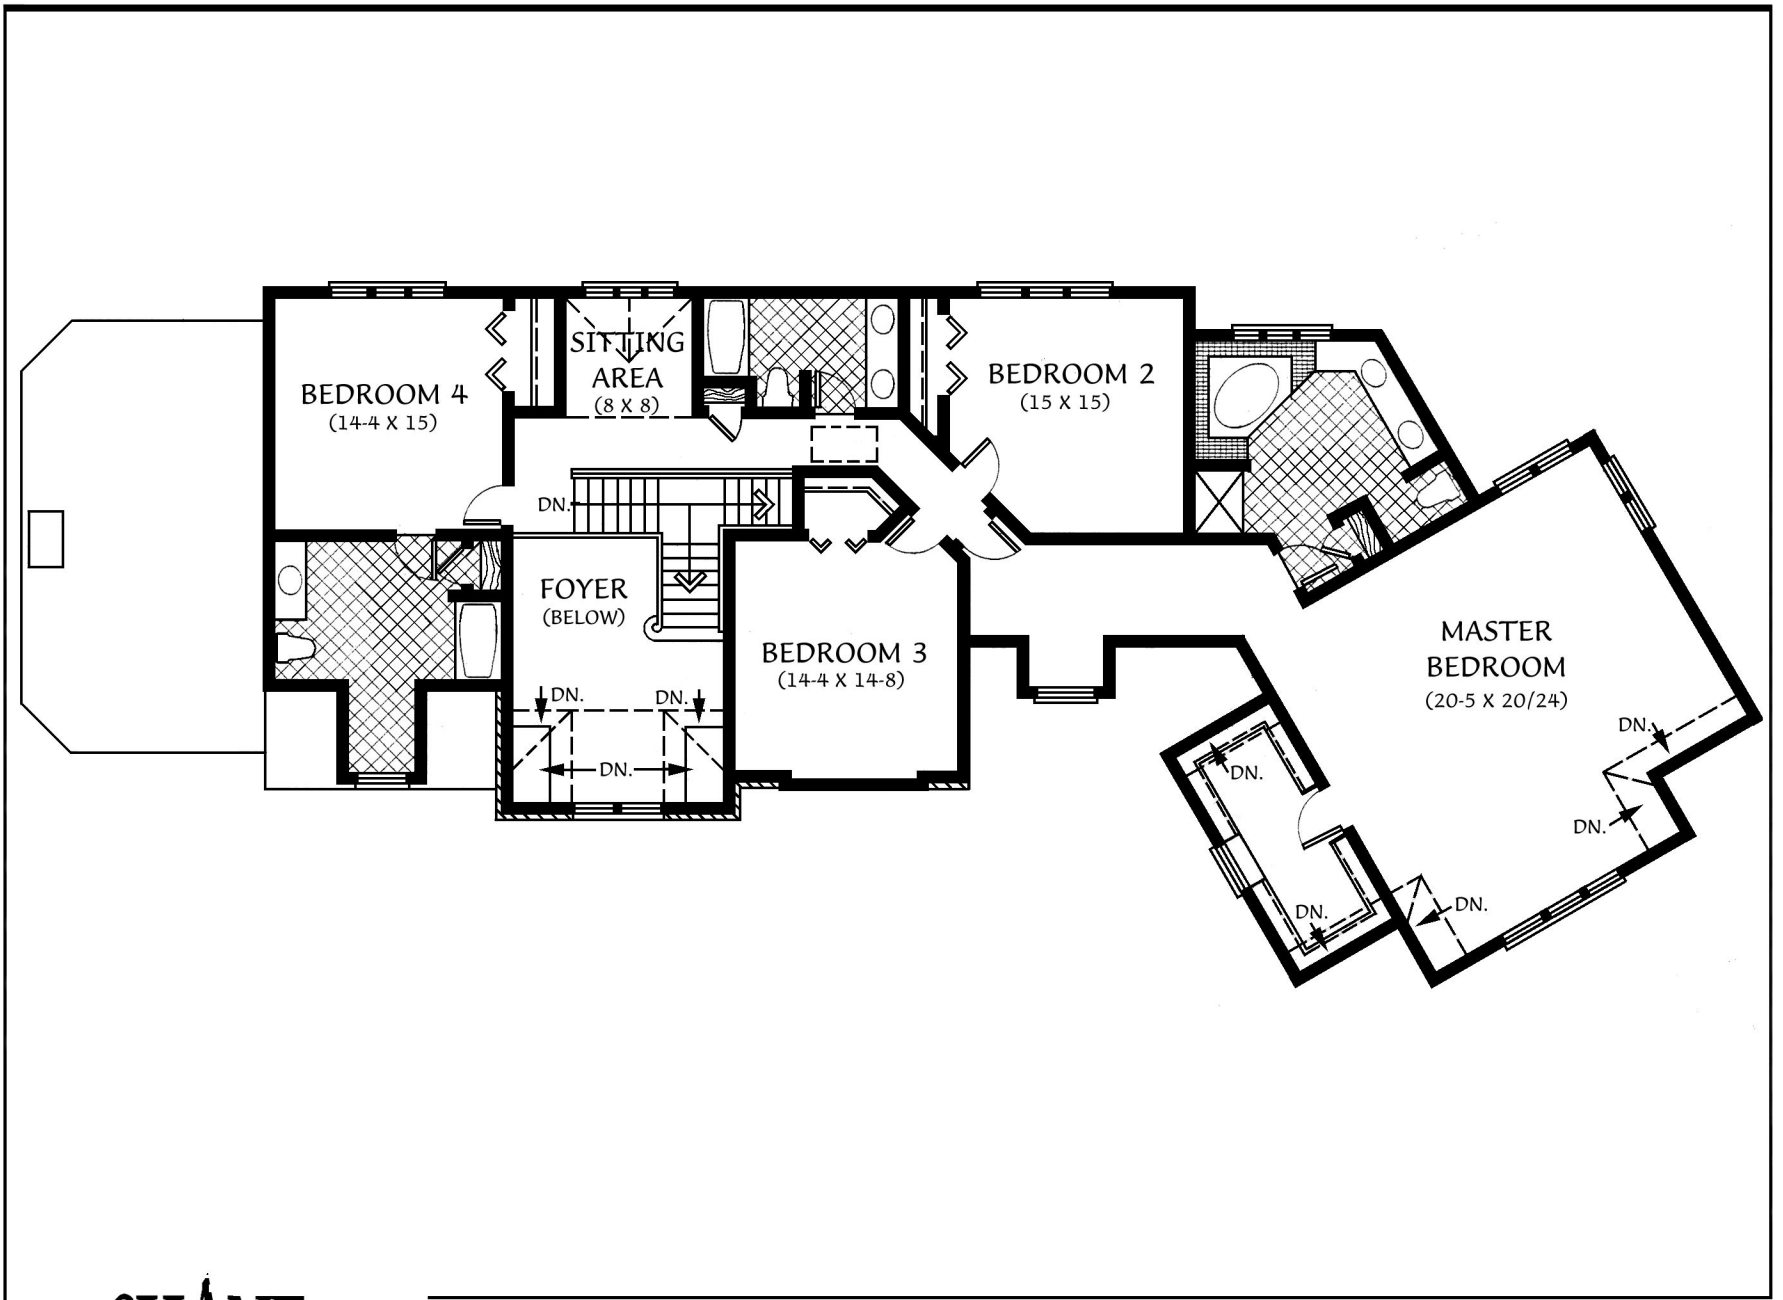 BEDROOM 4
(14-4 X 15)
SITTING
AREA
(8 X 8)
BEDROOM 2
(15 X 15)
DN.
FOYER
(BELOW)
BEDROOM 3
(14-4 X 14-8)
MASTER
BEDROOM
(20-5 X 20/24)
DN.
DN.
DN.
DN.
DN.
DN.
DN.
DN.